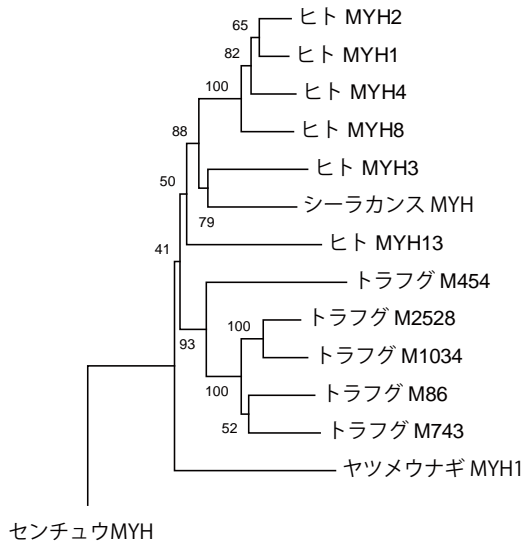 ヒト MYH2
65
ヒト MYH1
82
ヒト MYH4
100
ヒト MYH8
88
ヒト MYH3
50
シーラカンス MYH
79
ヒト MYH13
41
トラフグ M454
トラフグ M2528
100
93
トラフグ M1034
100
トラフグ M86
52
トラフグ M743
ヤツメウナギ MYH1
センチュウMYH